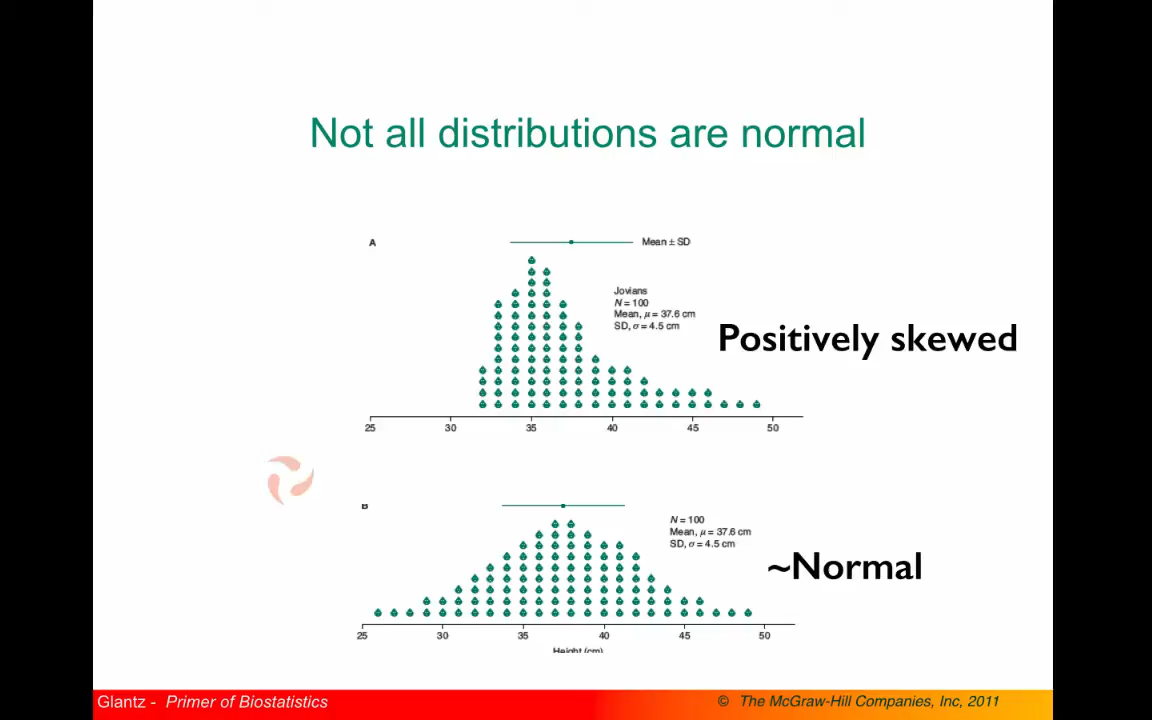 Not all distributions are normal
A
Mean ± SD
Jovians
N = 100
Mean, μ = 37.6 cm
SD, σ = 4.5 cm
Positively skewed
25 30 35 40 45 50
B
N = 100
Mean, μ = 37.6 cm
SD, σ = 4.5 cm
~Normal
25 30 35 40 45 50
Height (cm)
Glantz - Primer of Biostatistics
© The McGraw-Hill Companies, Inc, 2011